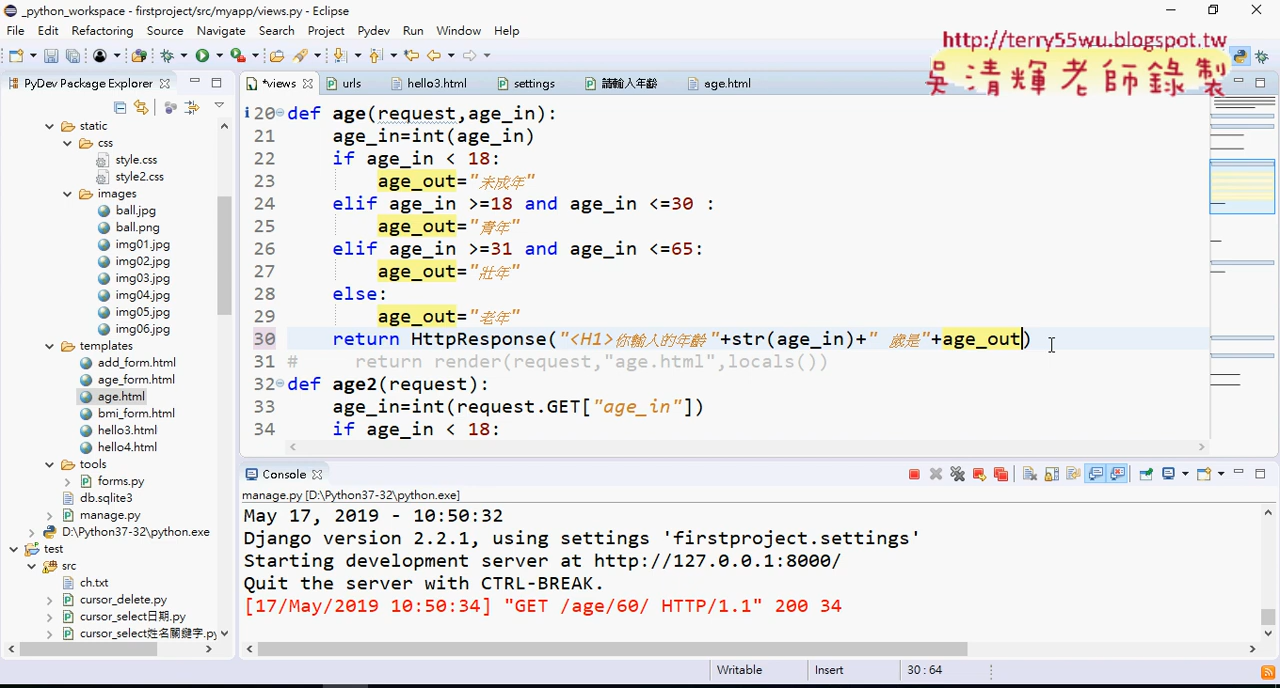 _python_workspace - firstproject/src/myapp/views.py - Eclipse
File Edit Refactoring Source Navigate Search Project Pydev Run Window Help
http://terry55wu.blogspot.tw
吳清輝老師錄製
PyDev Package Explorer
*views urls hello3.html settings 請輸入年齡 age.html
static
css
style.css
style2.css
images
ball.jpg
ball.png
img01.jpg
img02.jpg
img03.jpg
img04.jpg
img05.jpg
img06.jpg
templates
add_form.html
age_form.html
age.html
bmi_form.html
hello3.html
hello4.html
tools
forms.py
db.sqlite3
manage.py
D:\Python37-32\python.exe
test
src
ch.txt
cursor_delete.py
cursor_select日期.py
cursor_select姓名關鍵字.py
20 def age(request,age_in):
21 age_in=int(age_in)
22 if age_in < 18:
23 age_out="未成年"
24 elif age_in >=18 and age_in <=30 :
25 age_out="青年"
26 elif age_in >=31 and age_in <=65:
27 age_out="壯年"
28 else:
29 age_out="老年"
30 return HttpResponse("<H1>你輸入的年齡"+str(age_in)+" 歲是"+age_out)
31 # return render(request,"age.html",locals())
32 def age2(request):
33 age_in=int(request.GET["age_in"])
34 if age_in < 18:
Console
manage.py [D:\Python37-32\python.exe]
May 17, 2019 - 10:50:32
Django version 2.2.1, using settings 'firstproject.settings'
Starting development server at http://127.0.0.1:8000/
Quit the server with CTRL-BREAK.
[17/May/2019 10:50:34] "GET /age/60/ HTTP/1.1" 200 34
Writable Insert 30 : 64